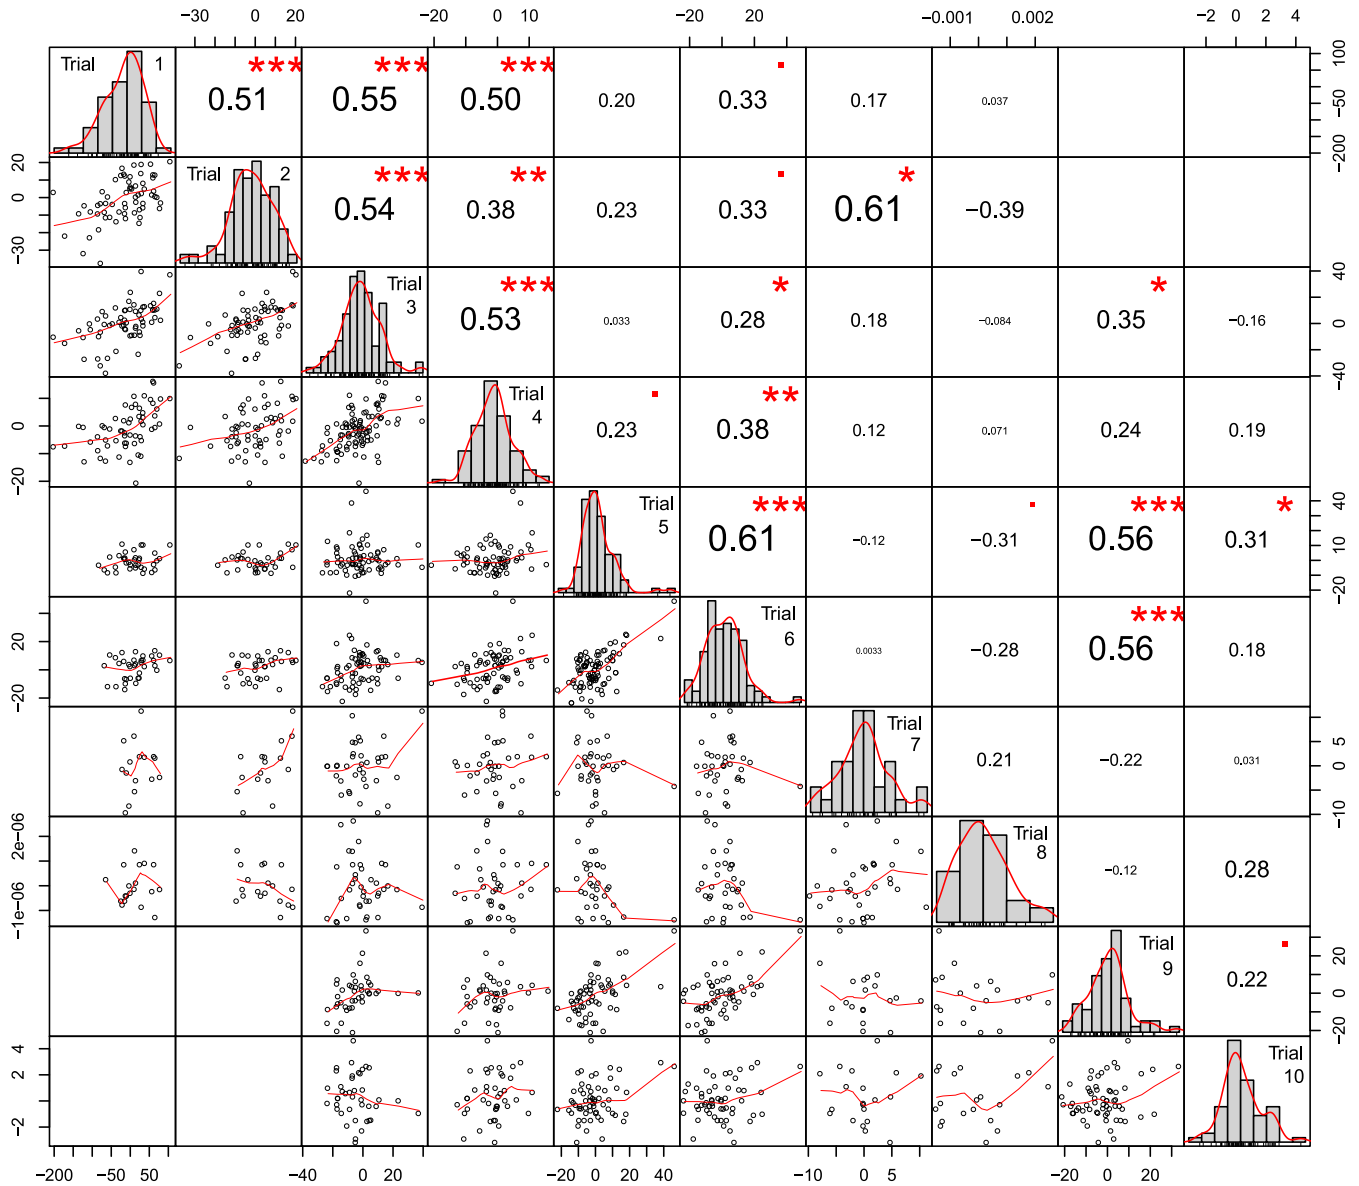 −30 0 20 −20 0 10 −20 20 −0.001 0.002 −2 0 2 4
Trial 1 *** 0.51 *** 0.55 *** 0.50 0.20 0.33 0.17 0.037 −200 −50 100
−30 0 20 Trial 2 *** 0.54 ** 0.38 0.23 0.33 * 0.61 −0.39
Trial 3 *** 0.53 0.033 * 0.28 0.18 −0.084 * 0.35 −0.16 −40 0 40
−20 0 Trial 4 0.23 ** 0.38 0.12 0.071 0.24 0.19
Trial 5 *** 0.61 −0.12 −0.31 *** 0.56 * 0.31 −20 10 40
−20 20 Trial 6 0.0033 −0.28 *** 0.56 0.18
Trial 7 0.21 −0.22 0.031 −10 0 5
−1e−06 2e−06 Trial 8 −0.12 0.28
Trial 9 0.22 −20 0 20
−2 0 2 4 Trial 10
−200 −50 50 −40 0 20 −20 0 20 40 −10 0 5 −20 0 20